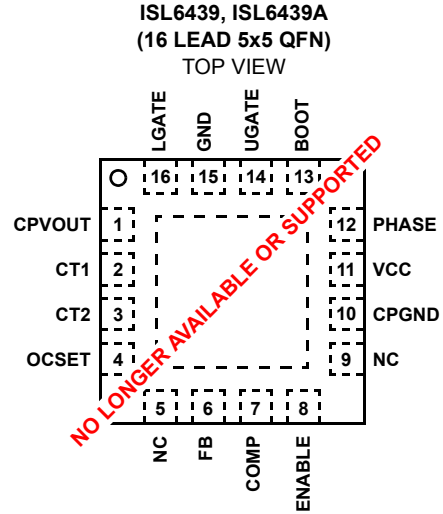 ISL6439, ISL6439A
(16 LEAD 5x5 QFN)
TOP VIEW
LGATE
GND
UGATE
BOOT
16
15
14
13
CPVOUT
1
12
PHASE
CT1
2
11
VCC
CT2
3
10
CPGND
OCSET
4
9
NC
NO LONGER AVAILABLE OR SUPPORTED
5
6
7
8
NC
FB
COMP
ENABLE